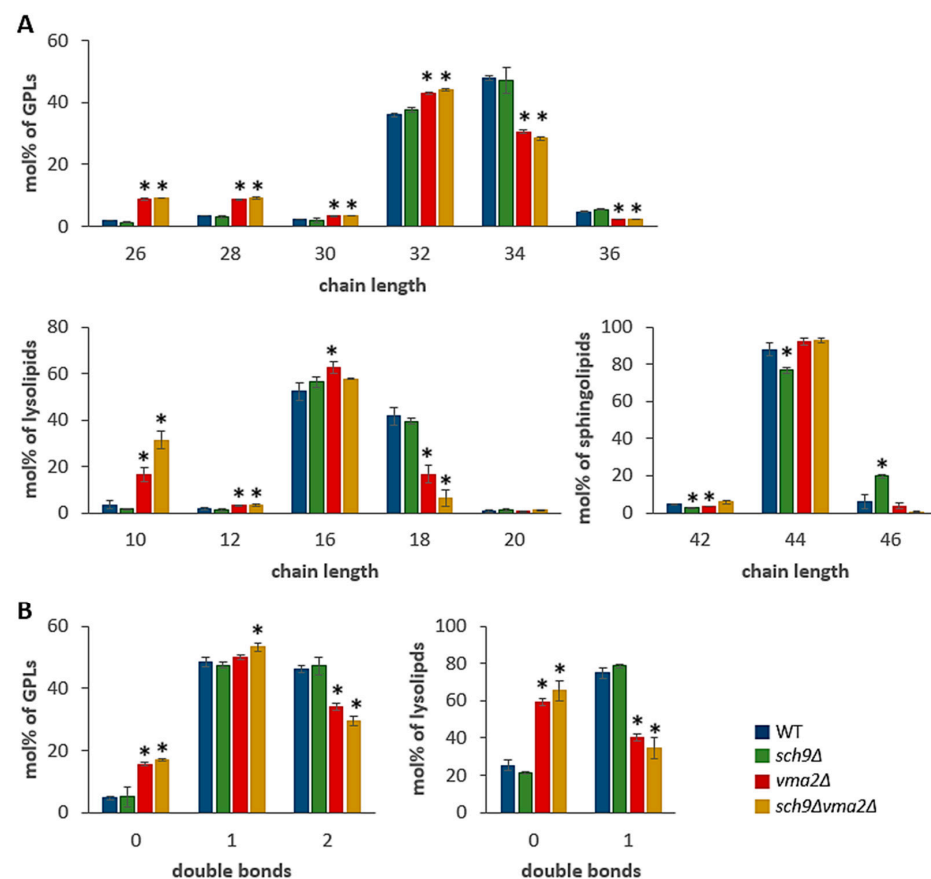 A
mol% of GPLs
60
40
20
0
* * * * * * * * * * * *
26 28 30 32 34 36
chain length
mol% of lysolipids
80
60
40
20
0
* * * * * * *
10 12 16 18 20
chain length
mol% of sphingolipids
100
80
60
40
20
0
* * * *
42 44 46
chain length
B
mol% of GPLs
60
40
20
0
* * * * *
0 1 2
double bonds
mol% of lysolipds
100
80
60
40
20
0
* * * *
0 1
double bonds
WT
sch9Δ
vma2Δ
sch9Δvma2Δ